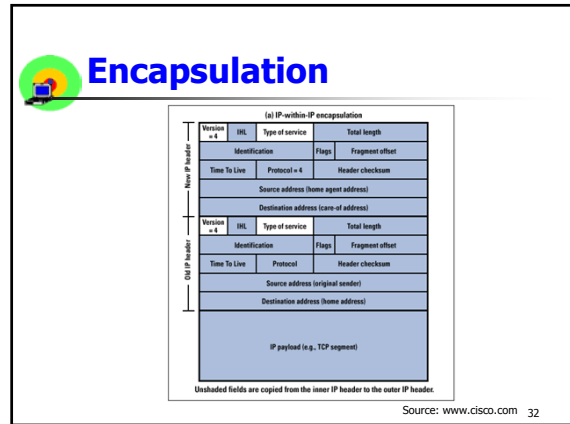 Encapsulation
(a) IP-within-IP encapsulation
New IP header
Version = 4 IHL Type of service Total length
Identification Flags Fragment offset
Time To Live Protocol = 4 Header checksum
Source address (home agent address)
Destination address (care-of address)
Old IP header
Version = 4 IHL Type of service Total length
Identification Flags Fragment offset
Time To Live Protocol Header checksum
Source address (original sender)
Destination address (home address)
IP payload (e.g., TCP segment)
Unshaded fields are copied from the inner IP header to the outer IP header.
Source: www.cisco.com 32